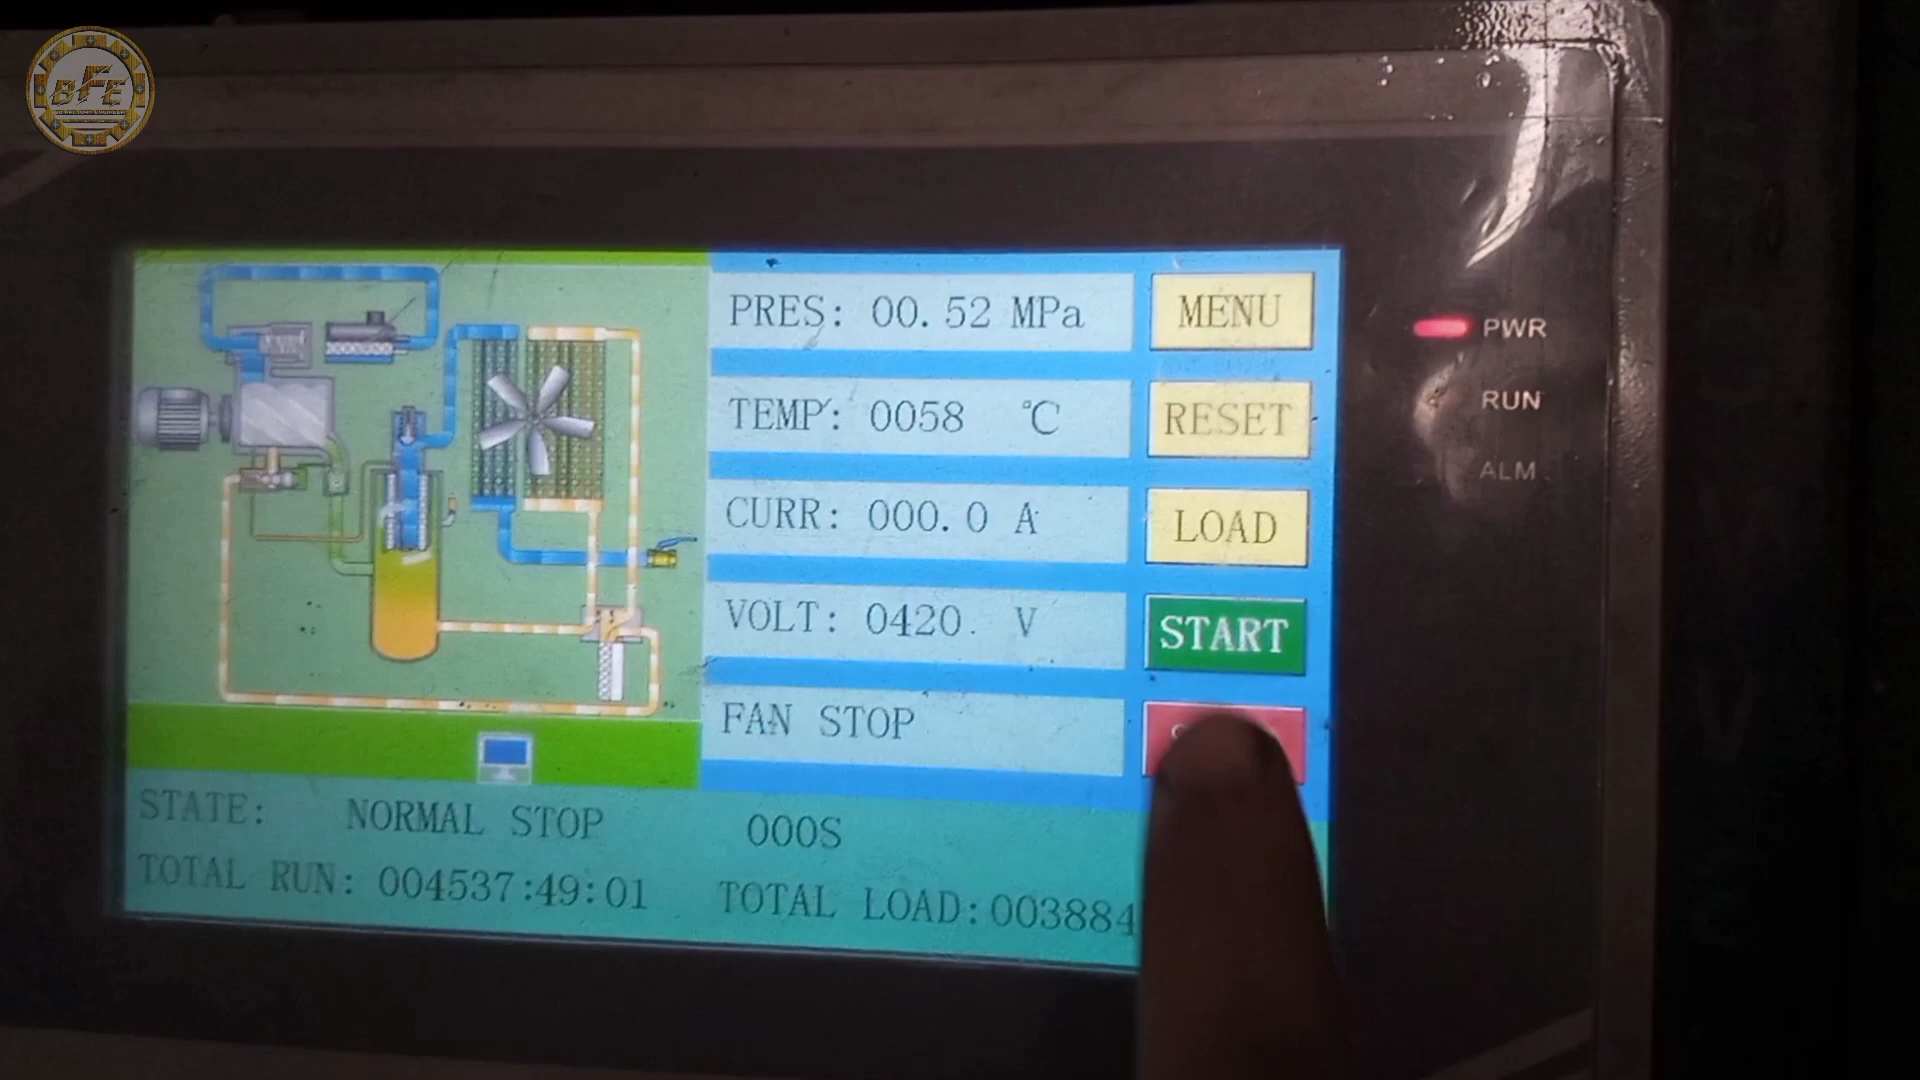 BFE
PRES: 00.52 MPa
MENU
TEMP: 0058 °C
RESET
CURR: 000.0 A
LOAD
VOLT: 0420. V
START
FAN STOP
STATE: NORMAL STOP 000S
TOTAL RUN: 004537:49:01 TOTAL LOAD:003884
PWR
RUN
ALM